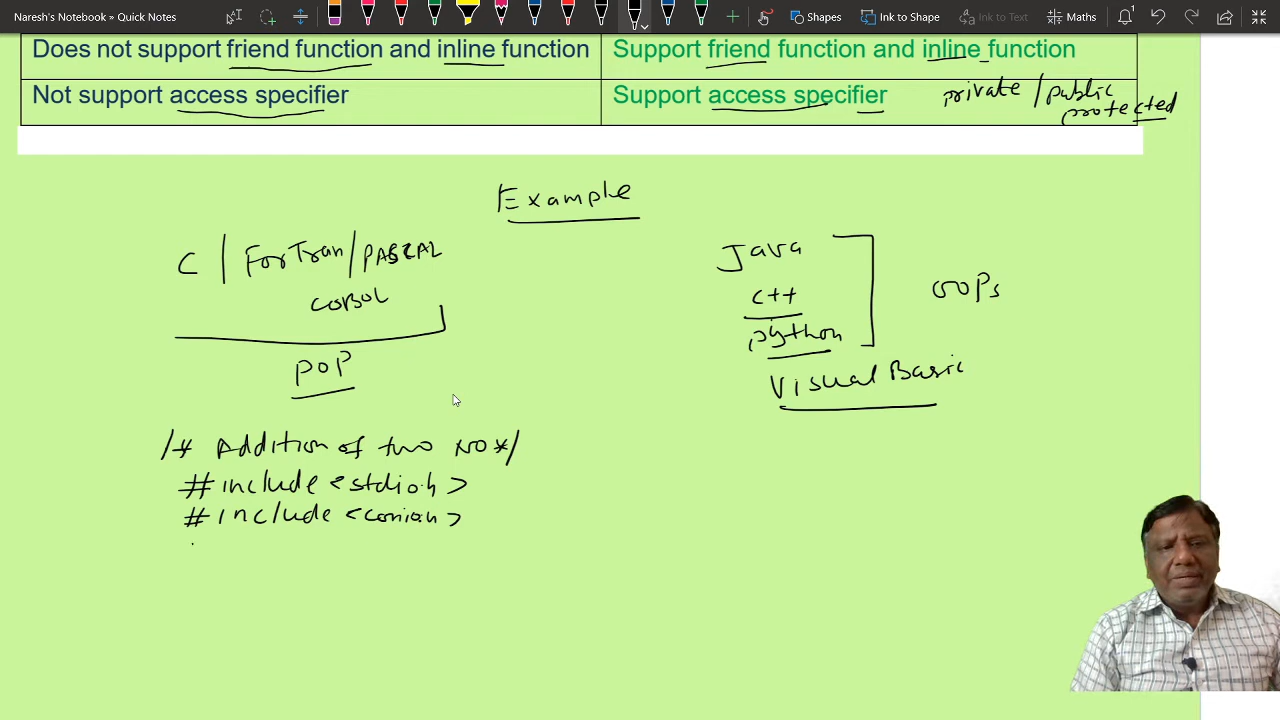 Naresh's Notebook » Quick Notes
Shapes
Ink to Shape
Ink to Text
Maths
Does not support friend function and inline function
Support friend function and inline function
Not support access specifier
Support access specifier
private / public
protected
Example
C | ForTran / PASCAL
COBOL
POP
Java
C++
python
Visual Basic
OOPs
/* Addition of two NO */
#include <stdio.h>
#include <conio.h>